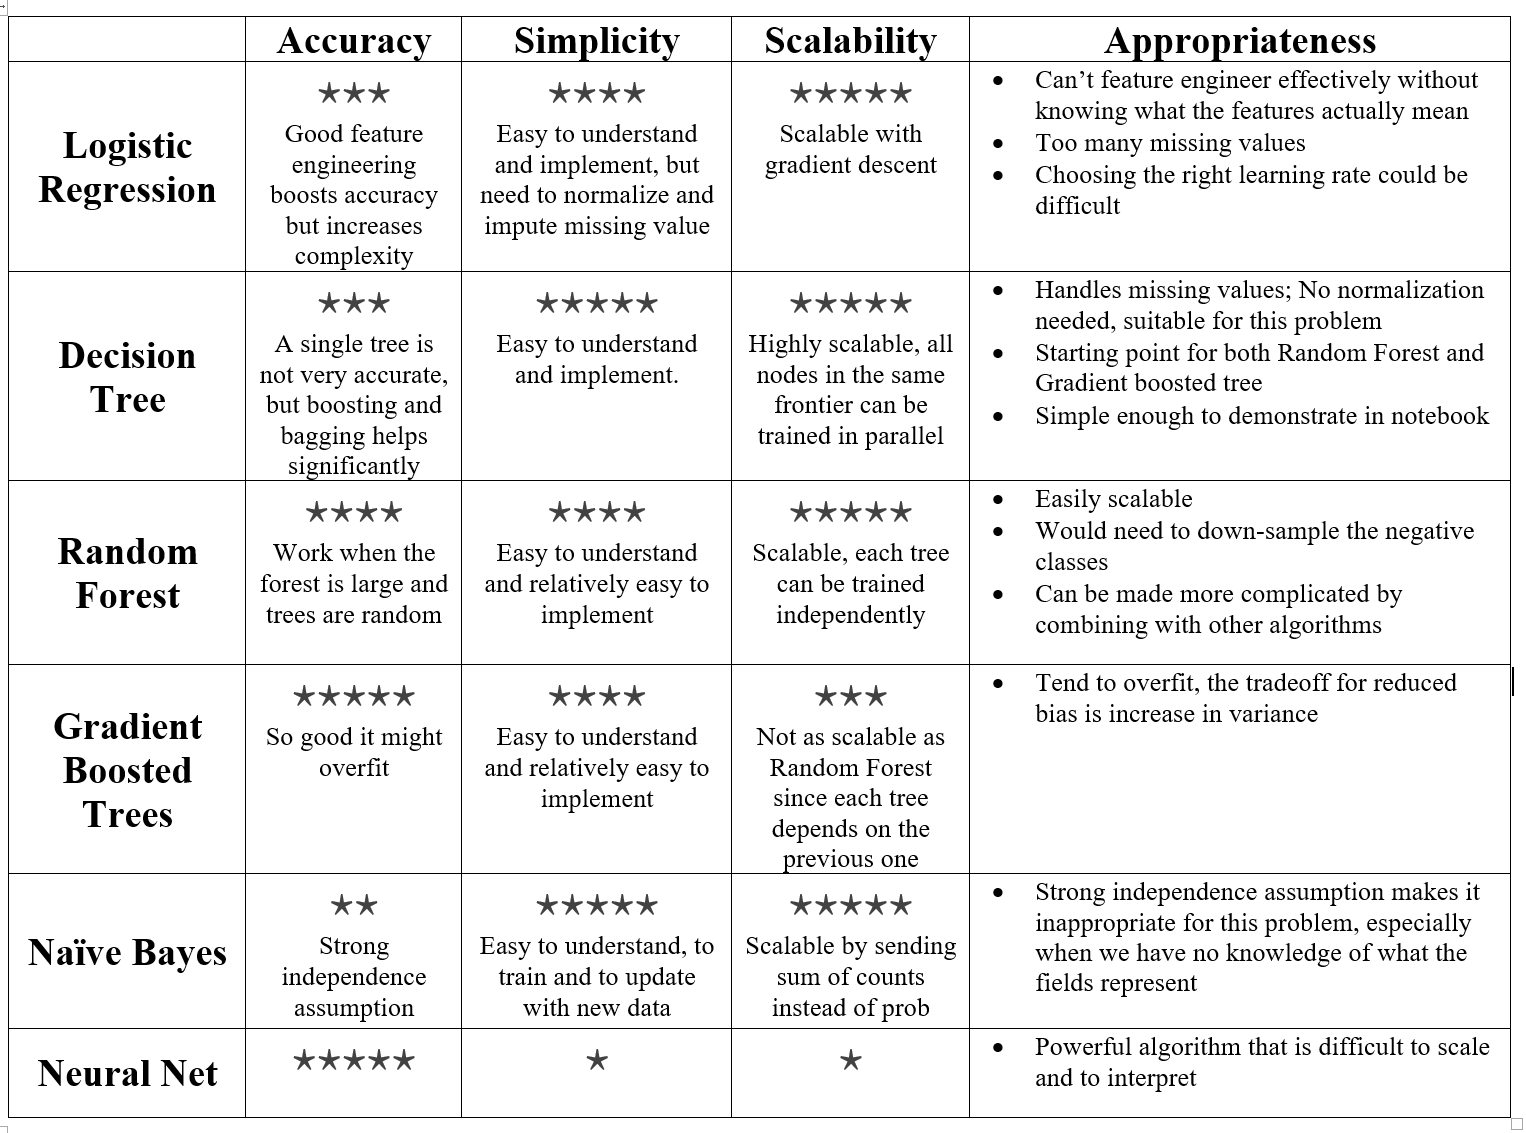 Accuracy Simplicity Scalability Appropriateness
Logistic
Regression
★★★
Good feature
engineering
boosts accuracy
but increases
complexity
★★★★
Easy to understand
and implement, but
need to normalize and
impute missing value
★★★★★
Scalable with
gradient descent
• Can’t feature engineer effectively without
knowing what the features actually mean
• Too many missing values
• Choosing the right learning rate could be
difficult
Decision
Tree
★★★
A single tree is
not very accurate,
but boosting and
bagging helps
significantly
★★★★★
Easy to understand
and implement.
★★★★★
Highly scalable, all
nodes in the same
frontier can be
trained in parallel
• Handles missing values; No normalization
needed, suitable for this problem
• Starting point for both Random Forest and
Gradient boosted tree
• Simple enough to demonstrate in notebook
Random
Forest
★★★★
Work when the
forest is large and
trees are random
★★★★
Easy to understand
and relatively easy to
implement
★★★★★
Scalable, each tree
can be trained
independently
• Easily scalable
• Would need to down-sample the negative
classes
• Can be made more complicated by
combining with other algorithms
Gradient
Boosted
Trees
★★★★★
So good it might
overfit
★★★★
Easy to understand
and relatively easy to
implement
★★★
Not as scalable as
Random Forest
since each tree
depends on the
previous one
• Tend to overfit, the tradeoff for reduced
bias is increase in variance
Naïve Bayes
★★
Strong
independence
assumption
★★★★★
Easy to understand, to
train and to update
with new data
★★★★★
Scalable by sending
sum of counts
instead of prob
• Strong independence assumption makes it
inappropriate for this problem, especially
when we have no knowledge of what the
fields represent
Neural Net
★★★★★
★
★
• Powerful algorithm that is difficult to scale
and to interpret